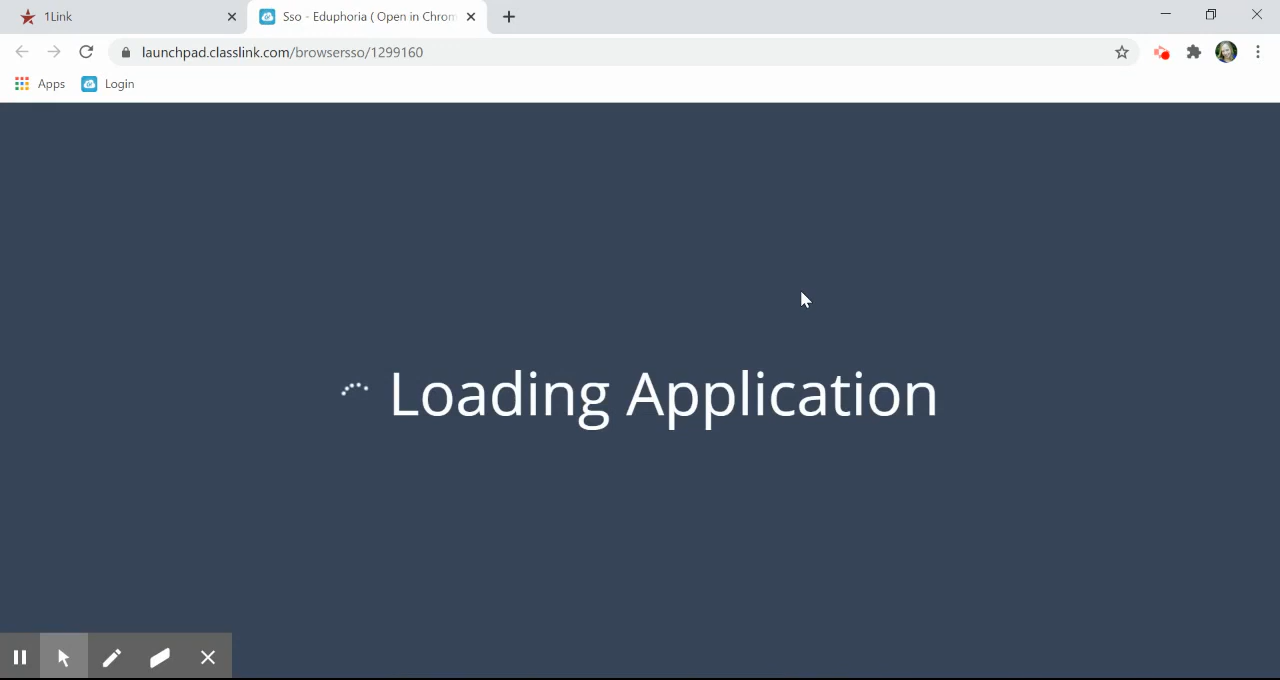 1Link
Sso - Eduphoria ( Open in Chrom
launchpad.classlink.com/browsersso/1299160
Apps
Login
Loading Application